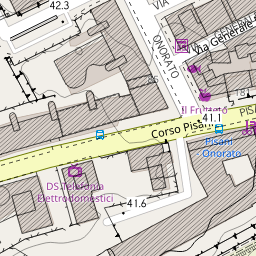 42.3
VIA
ONORATO
Via Generale
Il Frutteto
181
41.1
PISA
Corso Pisani
Pisani
Onorato
DS Telefonia
Elettrodomestici
41.6